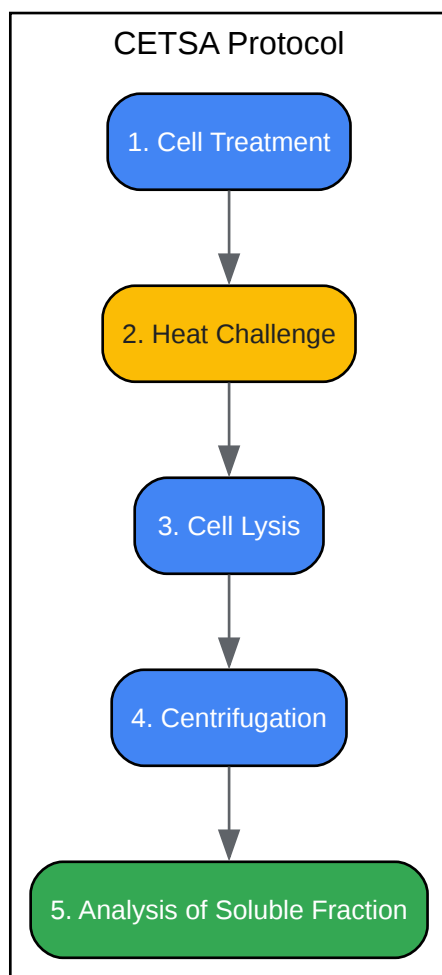 CETSA Protocol
1. Cell Treatment
2. Heat Challenge
3. Cell Lysis
4. Centrifugation
5. Analysis of Soluble Fraction